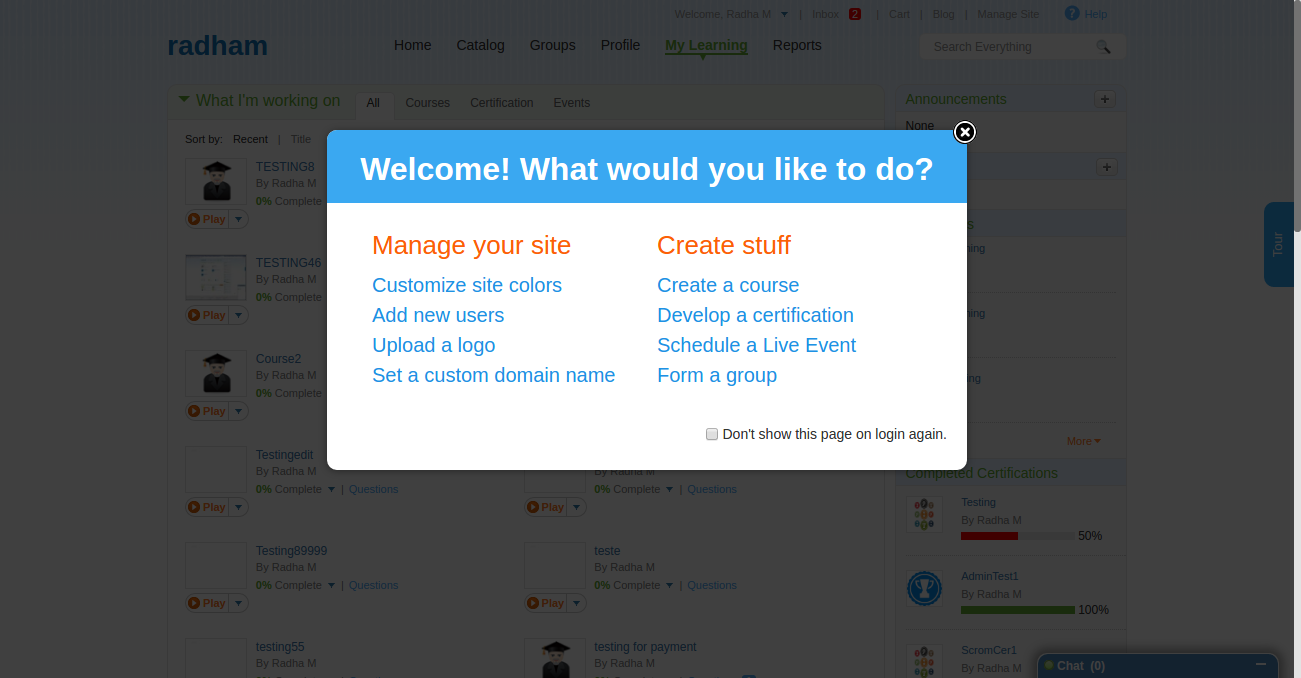 Welcome, Radha M | Inbox 2 | Cart | Blog | Manage Site ? Help
radham
Home Catalog Groups Profile My Learning Reports
Search Everything
What I'm working on All Courses Certification Events
Sort by: Recent | Title
TESTING8
By Radha M
0% Complete
Play
TESTING46
By Radha M
0% Complete
Play
Course2
By Radha M
0% Complete
Play
Testingedit
By Radha M
0% Complete | Questions
Play
By Radha M
0% Complete | Questions
Play
Testing89999
By Radha M
0% Complete | Questions
Play
teste
By Radha M
0% Complete | Questions
Play
testing55
By Radha M
testing for payment
By Radha M
Welcome! What would you like to do?
Manage your site
Customize site colors
Add new users
Upload a logo
Set a custom domain name
Create stuff
Create a course
Develop a certification
Schedule a Live Event
Form a group
Don't show this page on login again.
Announcements +
None
+
More
Completed Certifications
Testing
By Radha M
50%
AdminTest1
By Radha M
100%
ScromCer1
By Radha M
Tour
Chat (0)